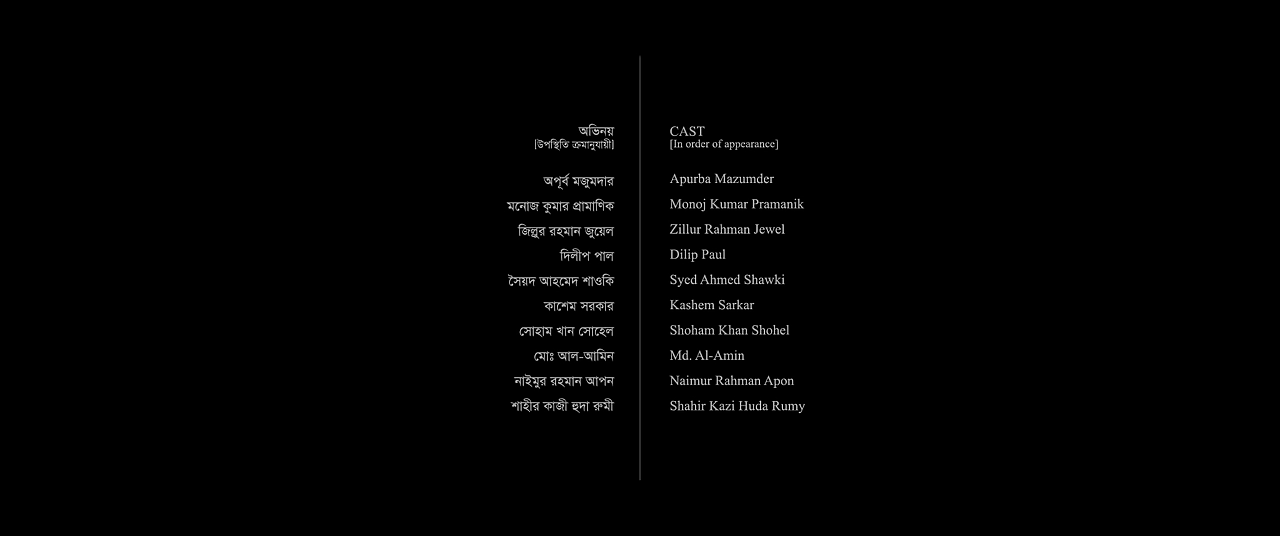 অভিনয়
[উপস্থিতি ক্রমানুযায়ী]
অপূর্ব মজুমদার
মনোজ কুমার প্রামাণিক
জিল্লুর রহমান জুয়েল
দিলীপ পাল
সৈয়দ আহমেদ শাওকি
কাশেম সরকার
সোহাম খান সোহেল
মোঃ আল-আমিন
নাইমুর রহমান আপন
শাহীর কাজী হুদা রুমী
CAST
[In order of appearance]
Apurba Mazumder
Monoj Kumar Pramanik
Zillur Rahman Jewel
Dilip Paul
Syed Ahmed Shawki
Kashem Sarkar
Shoham Khan Shohel
Md. Al-Amin
Naimur Rahman Apon
Shahir Kazi Huda Rumy